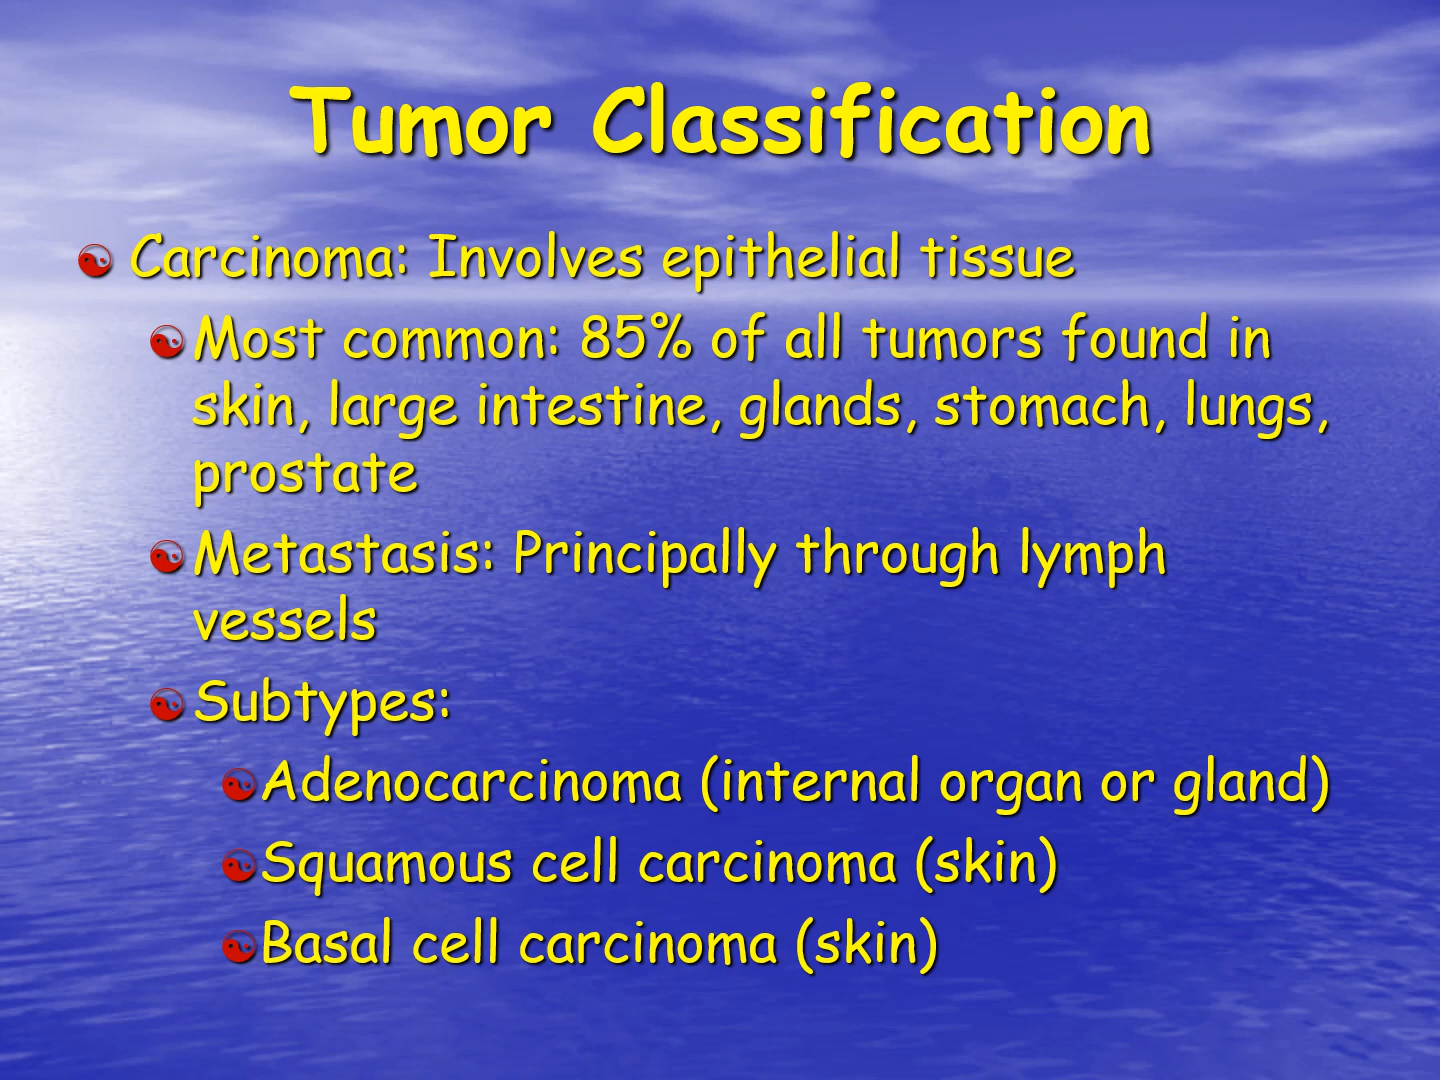 Tumor Classification
Carcinoma: Involves epithelial tissue
Most common: 85% of all tumors found in
skin, large intestine, glands, stomach, lungs,
prostate
Metastasis: Principally through lymph
vessels
Subtypes:
Adenocarcinoma (internal organ or gland)
Squamous cell carcinoma (skin)
Basal cell carcinoma (skin)